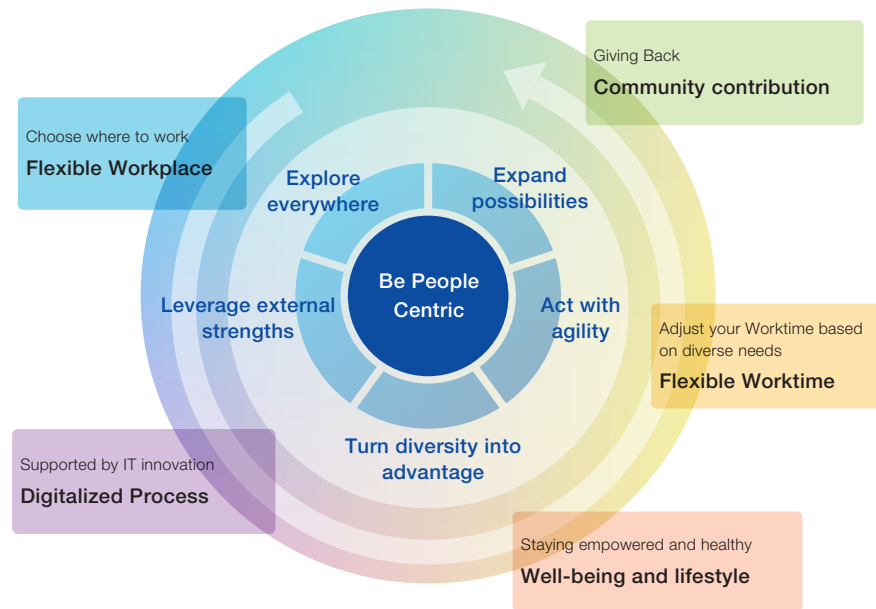 Giving Back
Community contribution
Choose where to work
Flexible Workplace
Explore
everywhere
Expand
possibilities
Be People
Centric
Leverage external
strengths
Act with
agility
Adjust your Worktime based
on diverse needs
Flexible Worktime
Turn diversity into
advantage
Supported by IT innovation
Digitalized Process
Staying empowered and healthy
Well-being and lifestyle